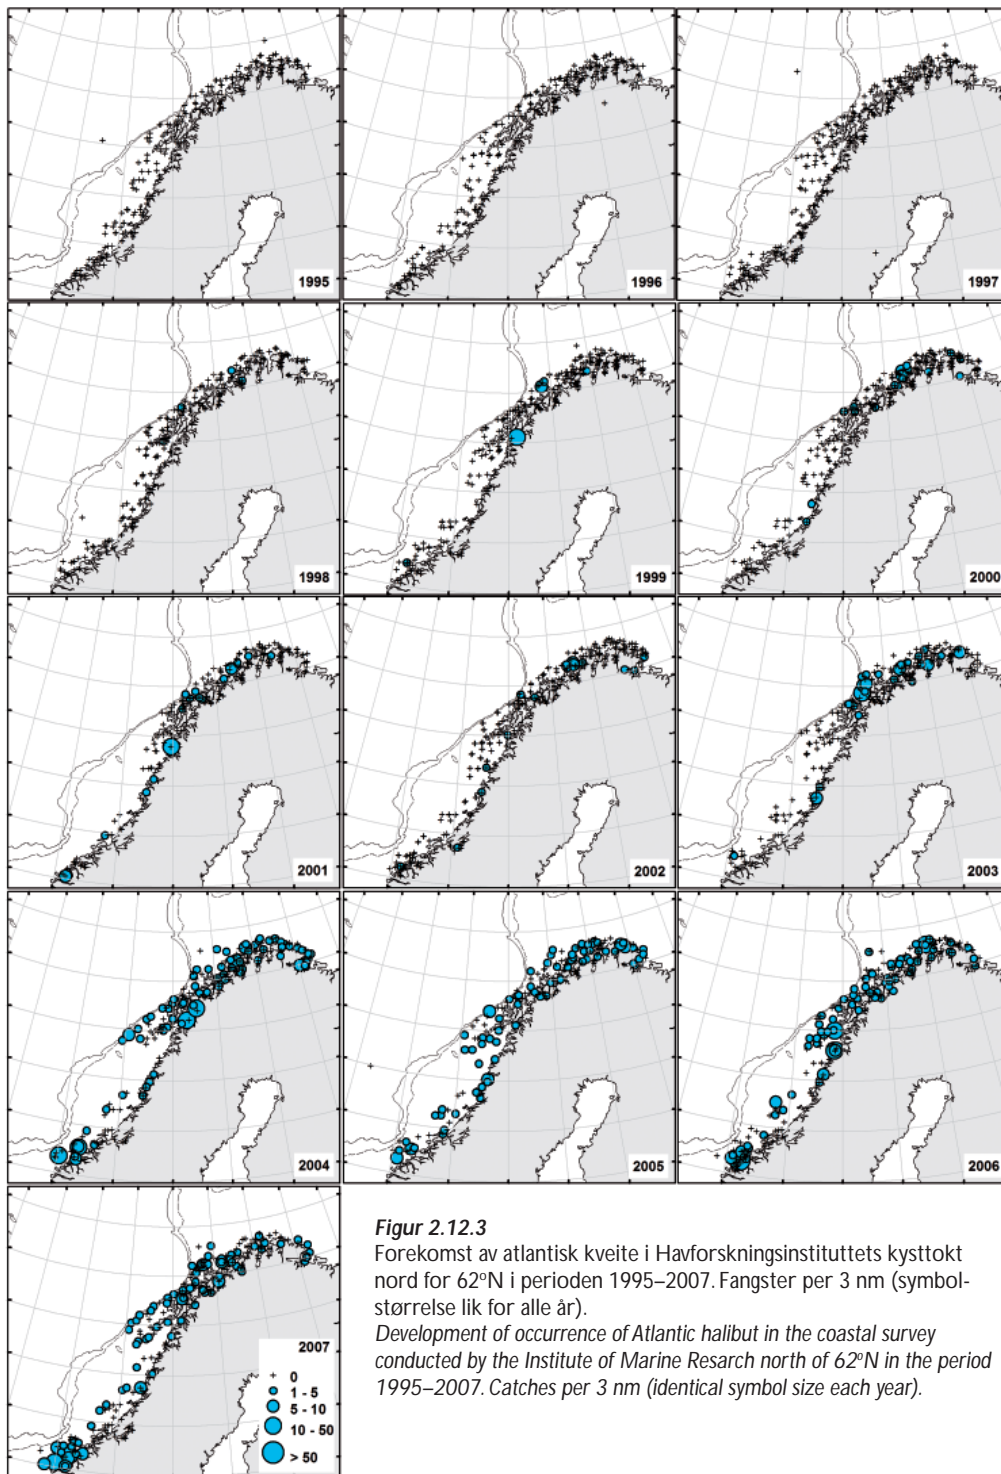 1995
1996
1997
1998
1999
2000
2001
2002
2003
2004
2005
2006
2007
0
1 - 5
5 - 10
10 - 50
> 50
Figur 2.12.3
Forekomst av atlantisk kveite i Havforskningsinstituttets kysttokt
nord for 62°N i perioden 1995–2007. Fangster per 3 nm (symbol-
størrelse lik for alle år).
Development of occurrence of Atlantic halibut in the coastal survey
conducted by the Institute of Marine Resarch north of 62°N in the period
1995–2007. Catches per 3 nm (identical symbol size each year).